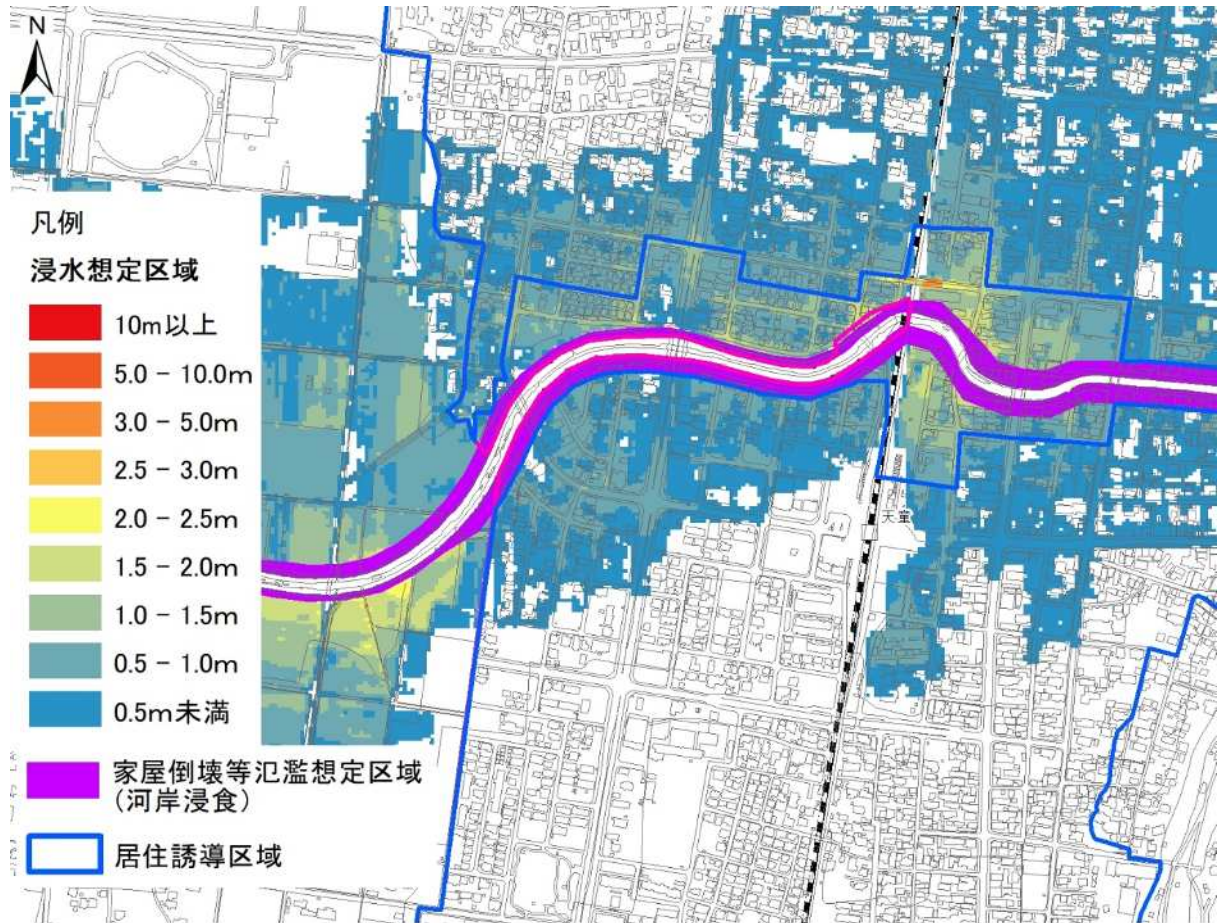 N
凡例
浸水想定区域
10m以上
5.0 - 10.0m
3.0 - 5.0m
2.5 - 3.0m
2.0 - 2.5m
1.5 - 2.0m
1.0 - 1.5m
0.5 - 1.0m
0.5m未満
家屋倒壊等氾濫想定区域
(河岸浸食)
居住誘導区域
天童